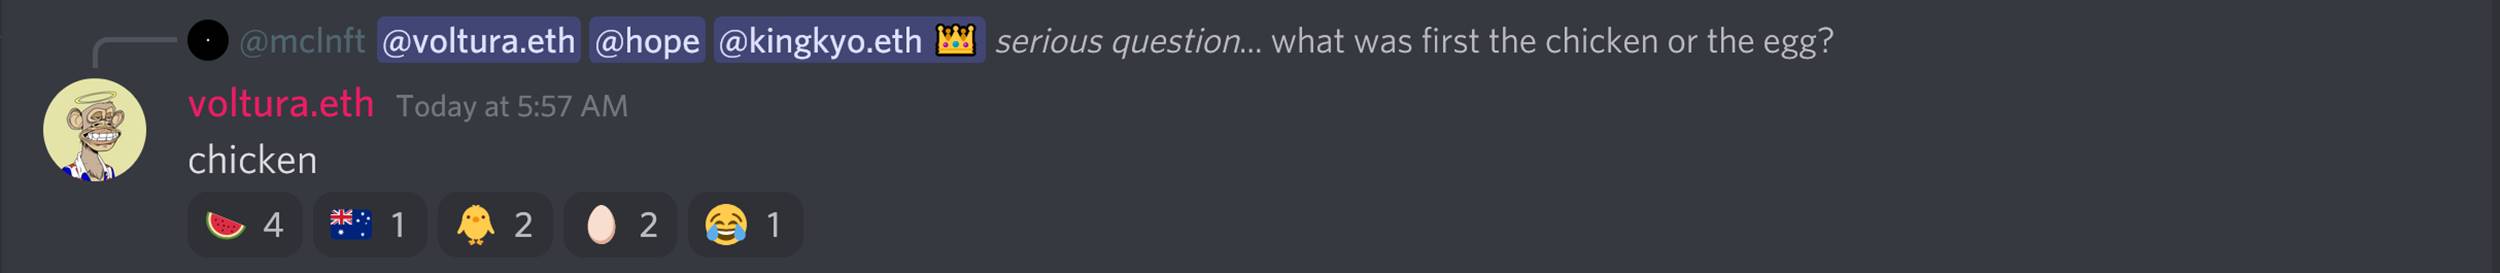 @mclnft @voltura.eth @hope @kingkyo.eth 👑 serious question... what was first the chicken or the egg?
voltura.eth Today at 5:57 AM
chicken
🍉 4 🇦🇺 1 🐥 2 🥚 2 😂 1